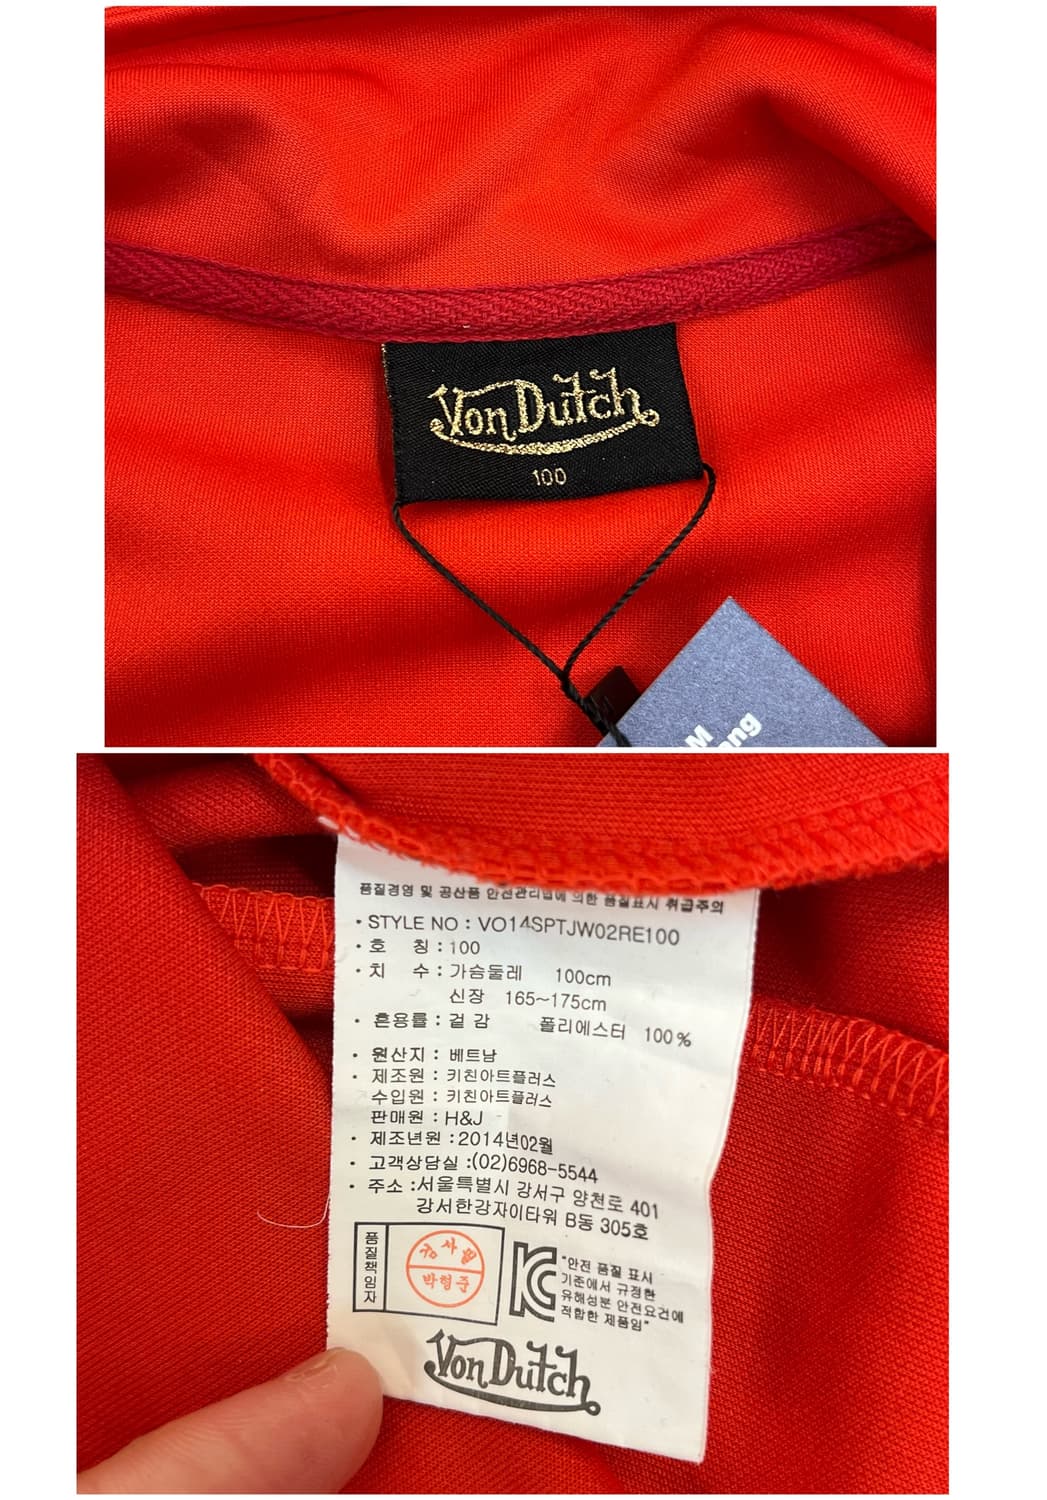 Von Dutch
100
M
ang
품질경영 및 공산품 안전관리법에 의한 품질표시 취급주의
• STYLE NO : VO14SPTJW02RE100
• 호 칭 : 100
• 치 수 : 가슴둘레 100cm
신장 165~175cm
• 혼용률 : 겉 감 폴리에스터 100%
• 원산지 : 베트남
• 제조원 : 키친아트플러스
수입원 : 키친아트플러스
판매원 : H&J
• 제조년원 : 2014년02월
• 고객상담실 :(02)6968-5544
• 주소 :서울특별시 강서구 양천로 401
강서한강자이타워 B동 305호
품질책임자
검사필
박형준
"안전 품질 표시
기준에서 규정한
유해성분 안전요건에
적합한 제품임"
Von Dutch